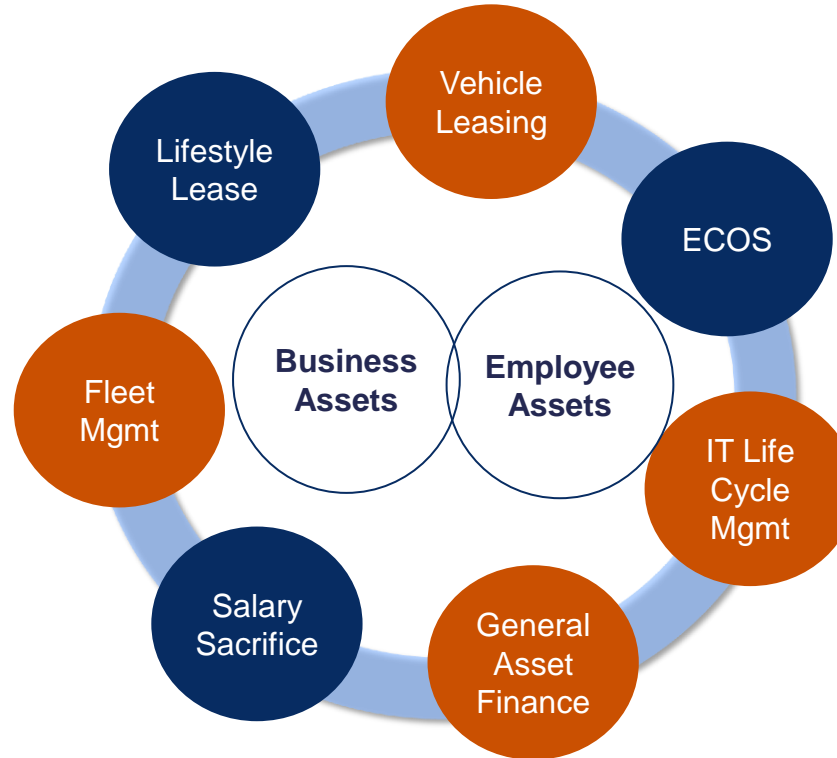 Vehicle
Leasing
Lifestyle
Lease
ECOS
Business
Assets
Employee
Assets
Fleet
Mgmt
IT Life
Cycle
Mgmt
Salary
Sacrifice
General
Asset
Finance